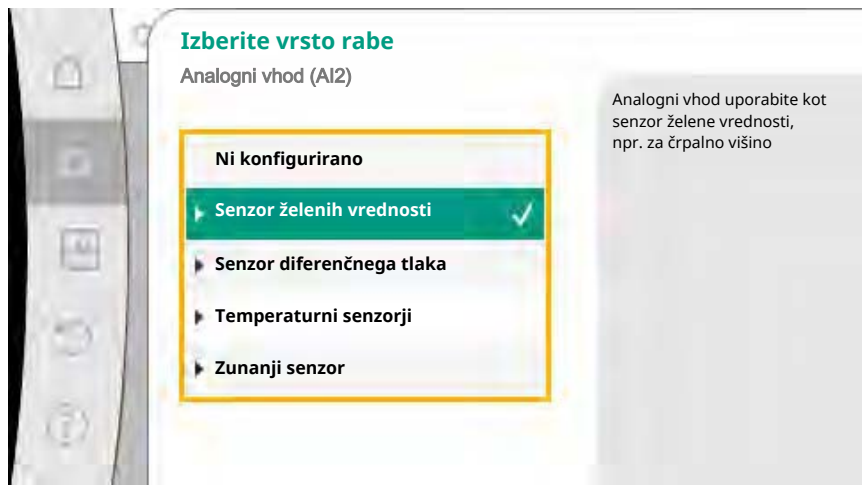 Izberite vrsto rabe
Analogni vhod (AI2)
Analogni vhod uporabite kot
senzor želene vrednosti,
npr. za črpalno višino
Ni konfigurirano
Senzor želenih vrednosti
Senzor diferenčnega tlaka
Temperaturni senzorji
Zunanji senzor